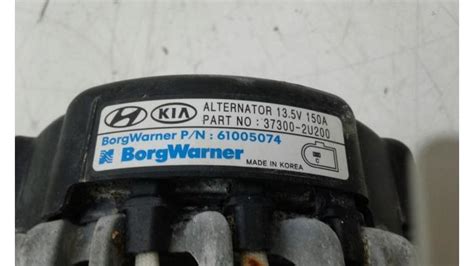 KIA ALTERNATOR 13.5V 150A
PART NO : 37300-2U200
BorgWarner P/N : 61005074
BorgWarner
MADE IN KOREA
C